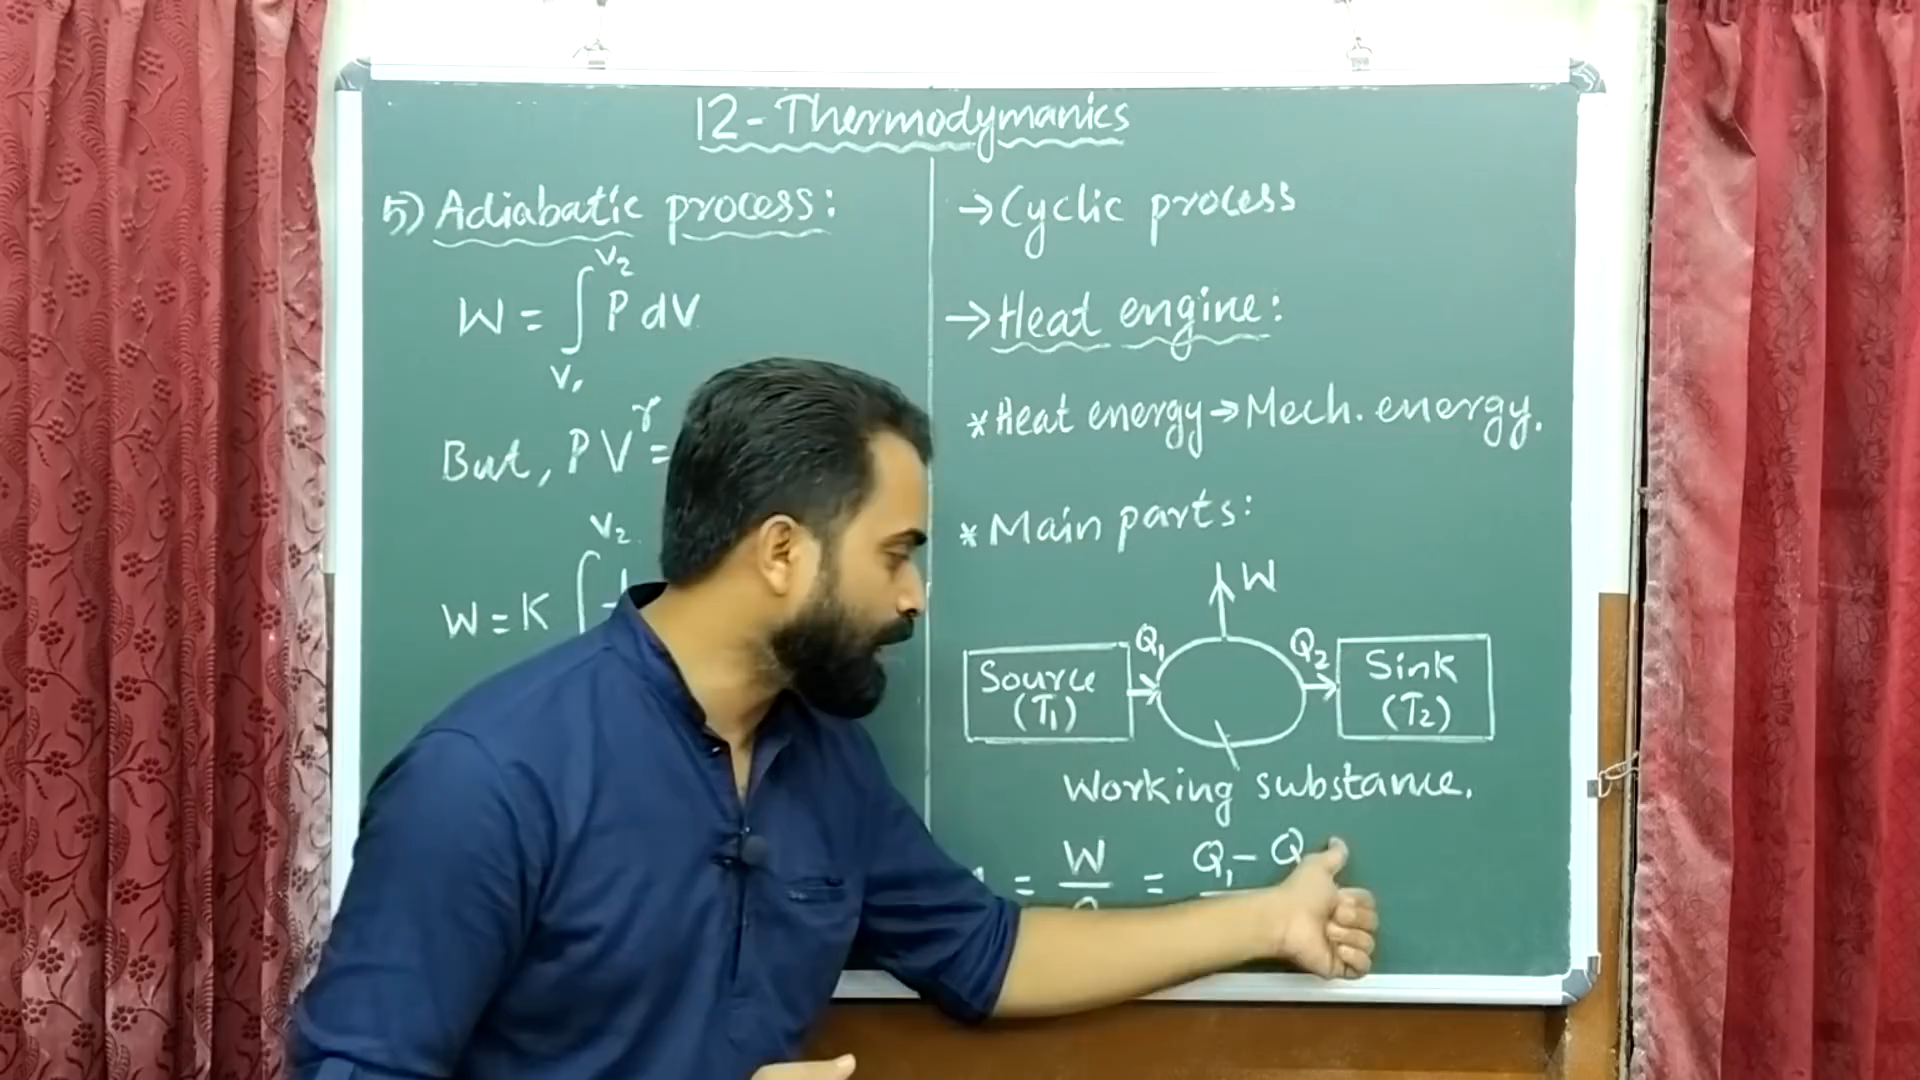 12-Thermodymanics
5) Adiabatic process:
V2
W = ∫ P dV
V1
But, PV^γ =
V2
W = K ∫ 1
→ Cyclic process
→ Heat engine:
* Heat energy → Mech. energy.
* Main parts:
W
Q1 Q2
Source Sink
(T1) (T2)
Working substance.
= W = Q1 - Q